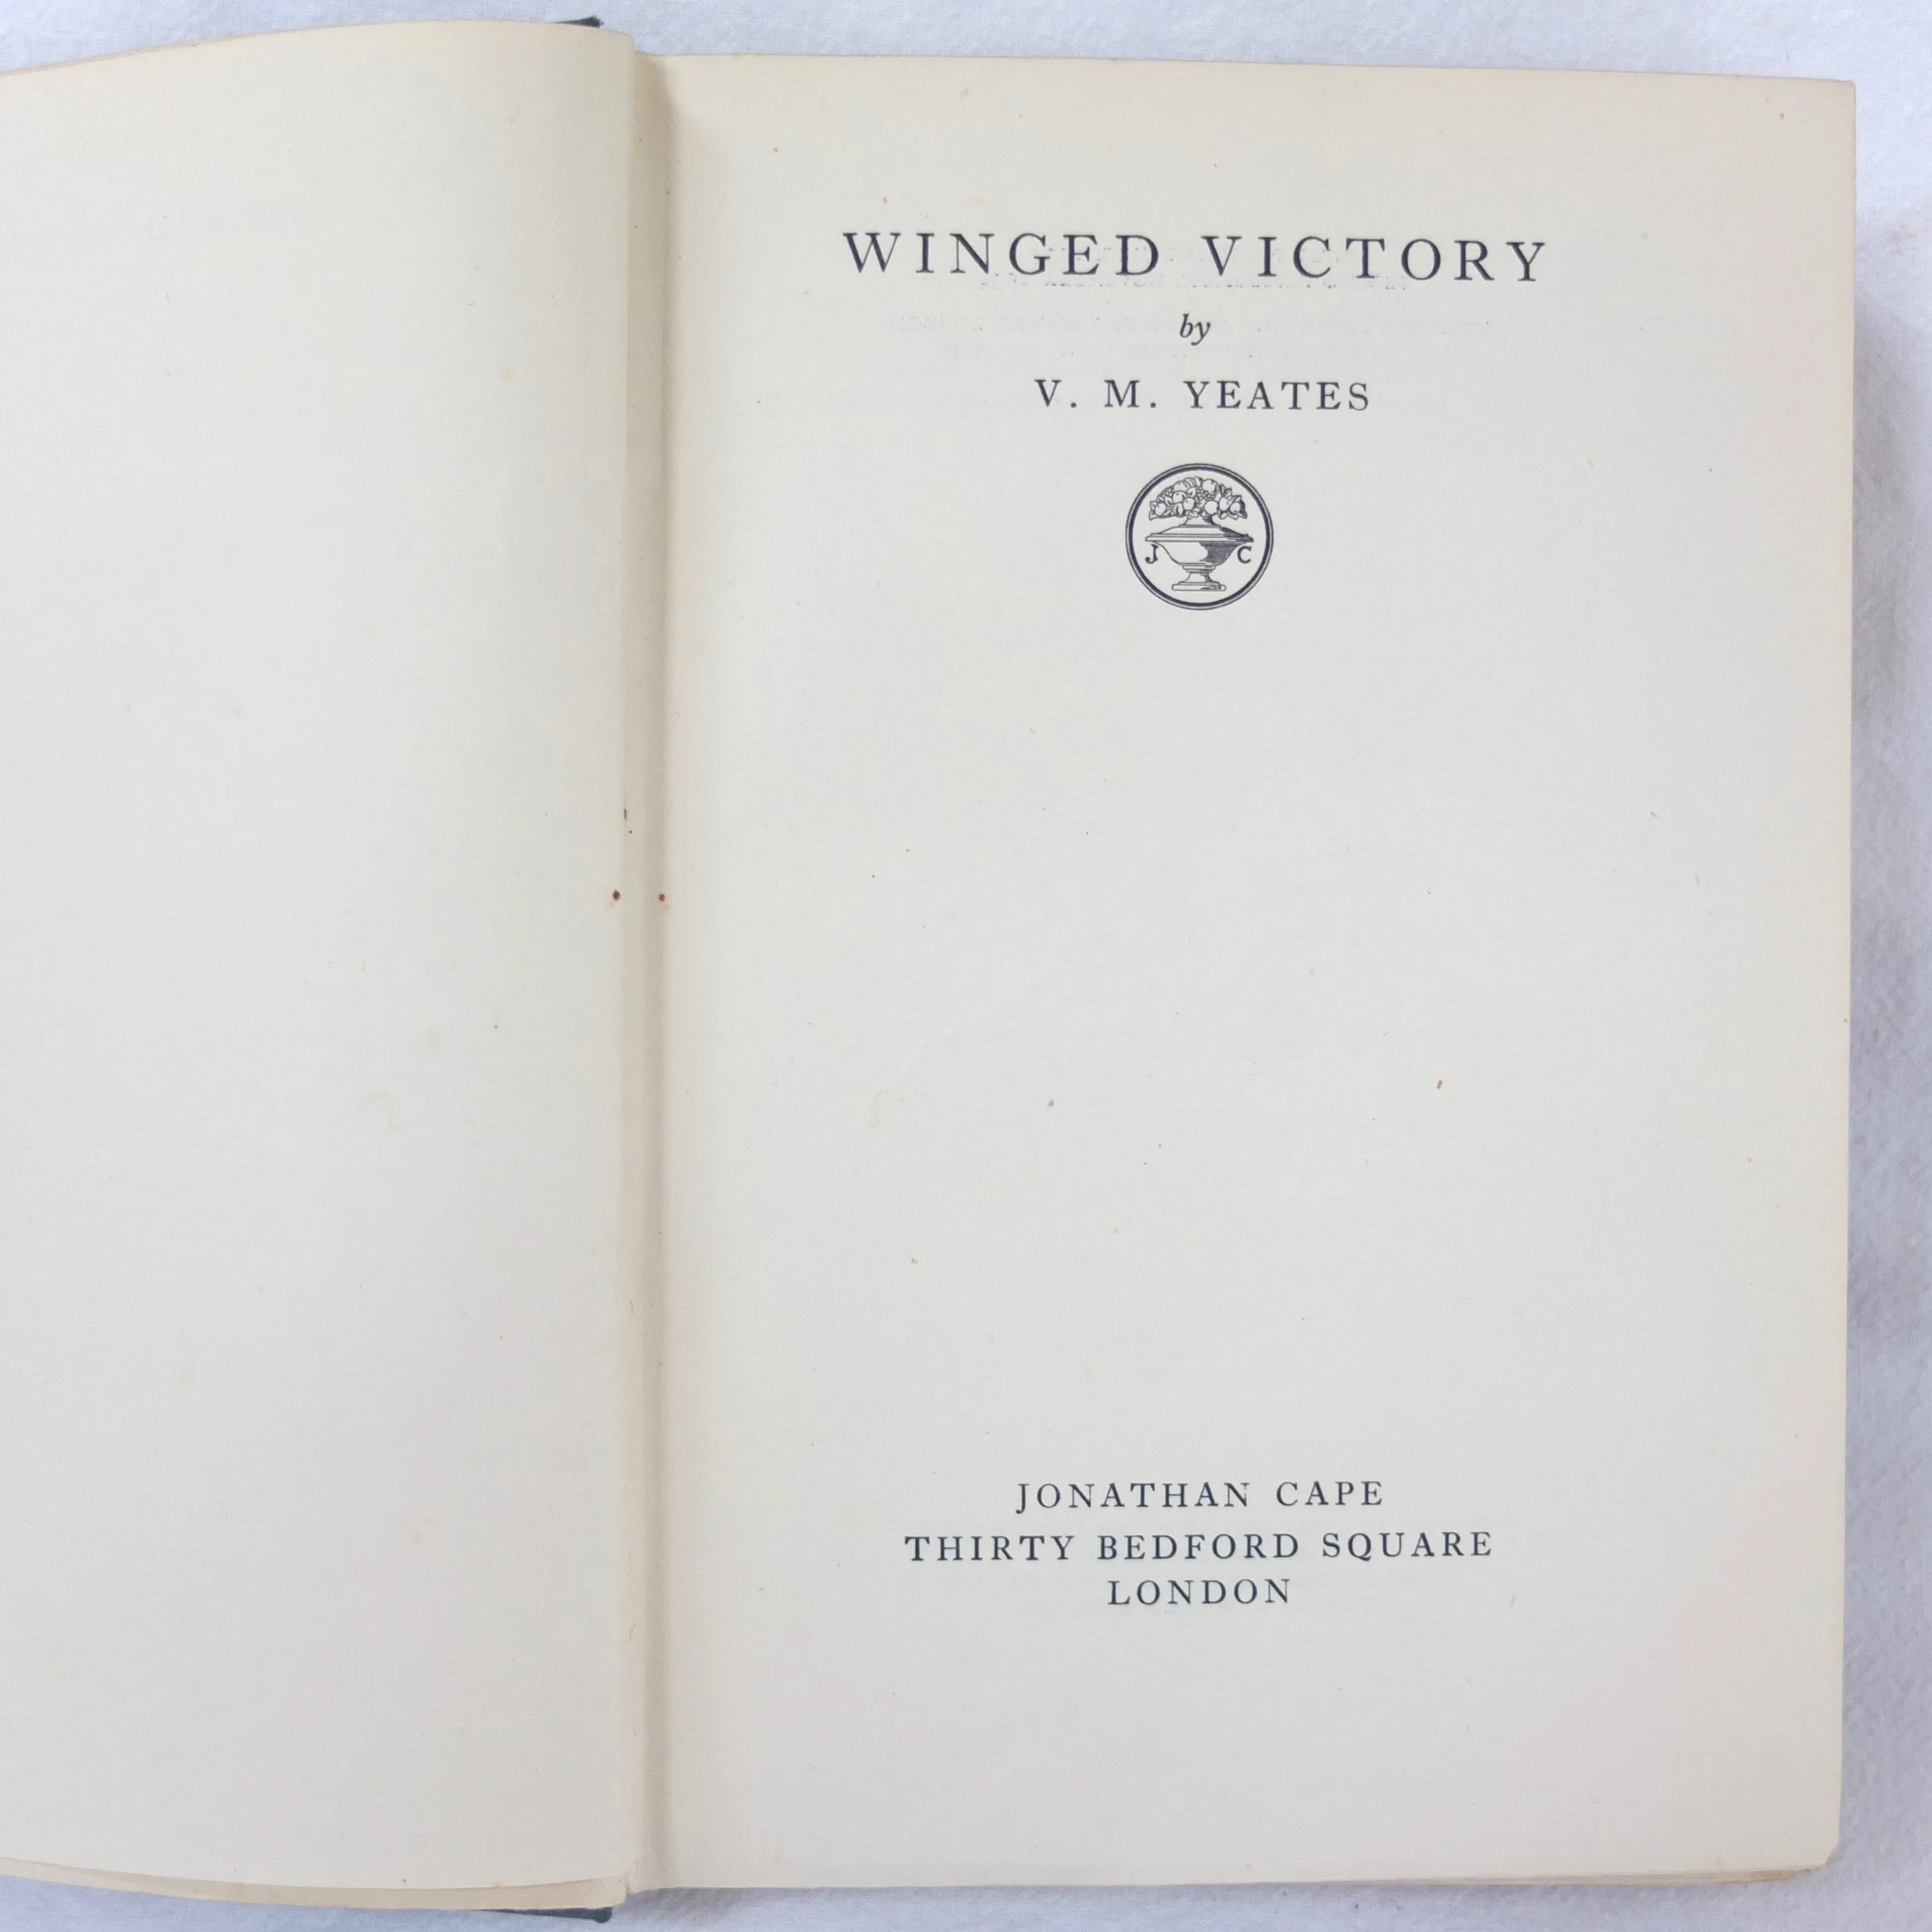 WINGED VICTORY
by
V. M. YEATES
J C
JONATHAN CAPE
THIRTY BEDFORD SQUARE
LONDON